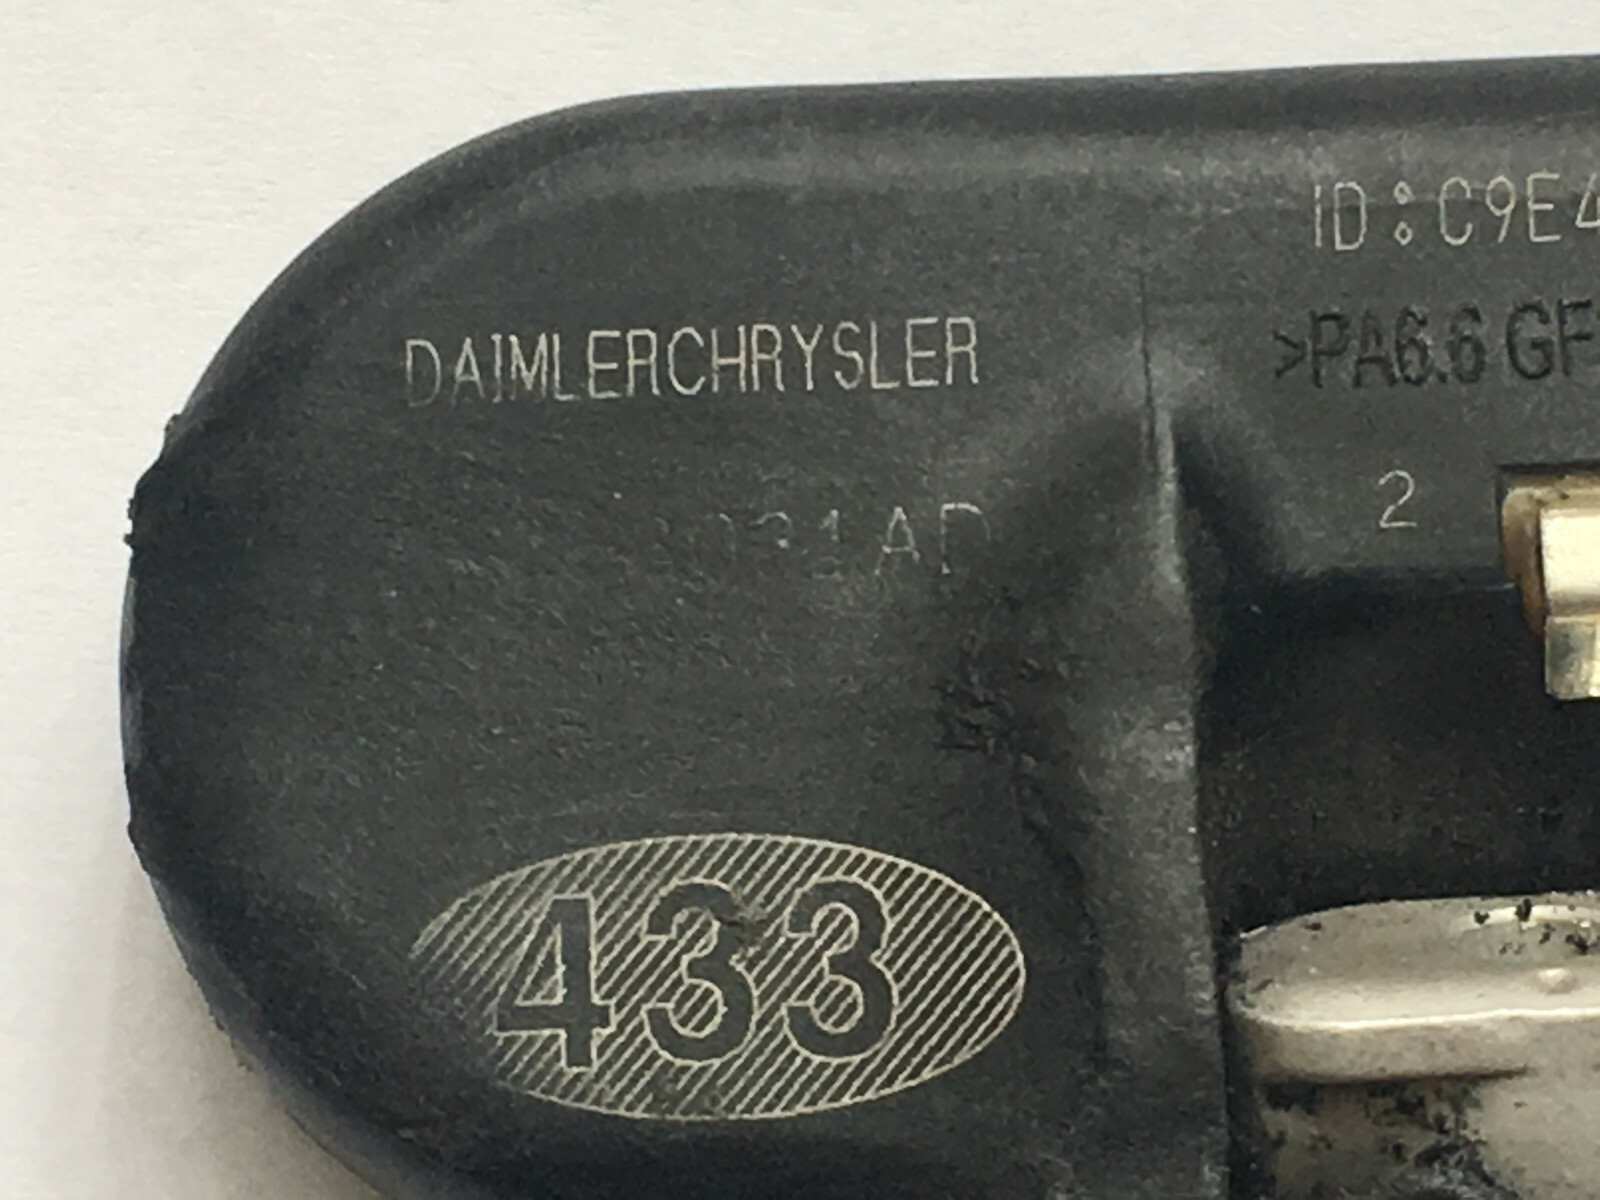 ID:C9E4
DAIMLERCHRYSLER
>PA6.6 GF
2
433